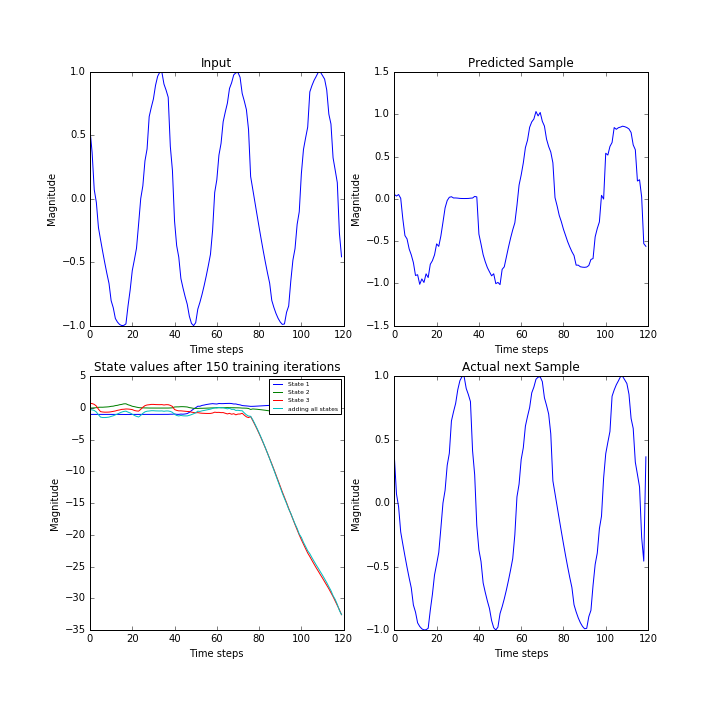 Input
1.0
0.5
0.0
−0.5
−1.0
Magnitude
0 20 40 60 80 100 120
Time steps
Predicted Sample
1.5
1.0
0.5
0.0
−0.5
−1.0
−1.5
Magnitude
0 20 40 60 80 100 120
Time steps
State values after 150 training iterations
5
0
−5
−10
−15
−20
−25
−30
−35
Magnitude
State 1
State 2
State 3
adding all states
0 20 40 60 80 100 120
Time steps
Actual next Sample
1.0
0.5
0.0
−0.5
−1.0
Magnitude
0 20 40 60 80 100 120
Time steps